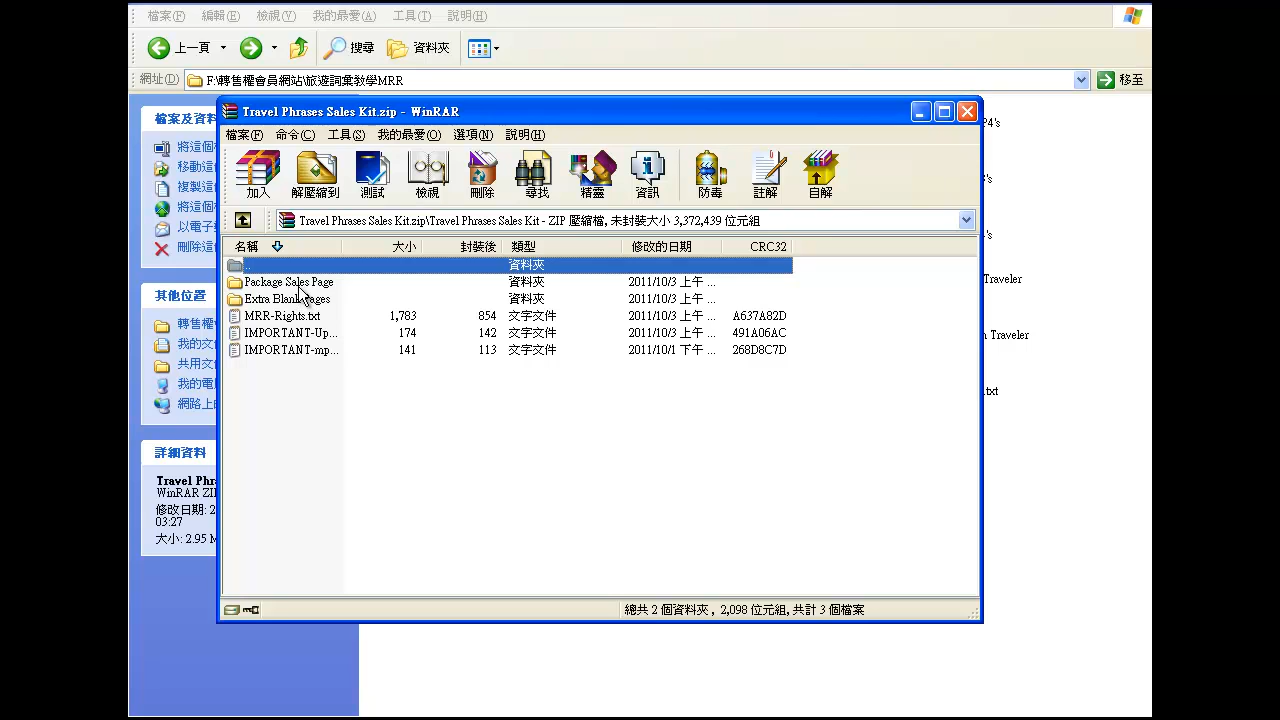 檔案(F) 編輯(E) 檢視(V) 我的最愛(A) 工具(T) 說明(H)
上一頁 搜尋 資料夾
網址(D) F:\轉售權會員網站\旅遊詞彙教學MRR 移至
Travel Phrases Sales Kit.zip - WinRAR
檔案(F) 命令(C) 工具(S) 我的最愛(O) 選項(N) 說明(H)
加入 解壓縮到 測試 檢視 刪除 尋找 精靈 資訊 防毒 註解 自解
Travel Phrases Sales Kit.zip\Travel Phrases Sales Kit - ZIP 壓縮檔, 未封裝大小 3,372,439 位元組
名稱 大小 封裝後 類型 修改的日期 CRC32
.. 資料夾
Package Sales Page 資料夾 2011/10/3 上午 ...
Extra Blank Pages 資料夾 2011/10/3 上午 ...
MRR-Rights.txt 1,783 854 文字文件 2011/10/3 上午 ... A637A82D
IMPORTANT-Up... 174 142 文字文件 2011/10/3 上午 ... 491A06AC
IMPORTANT-mp... 141 113 文字文件 2011/10/1 下午 ... 268D8C7D
總共 2 個資料夾, 2,098 位元組, 共計 3 個檔案
檔案及資料
將這個
移動這
複製這
將這個
以電子
刪除這
其他位置
轉售權
我的文
共用文
我的電
網路上
詳細資料
Travel Phr
WinRAR ZI
修改日期: 2
03:27
大小: 2.95 M
P4's
's
's
Traveler
n Traveler
.txt